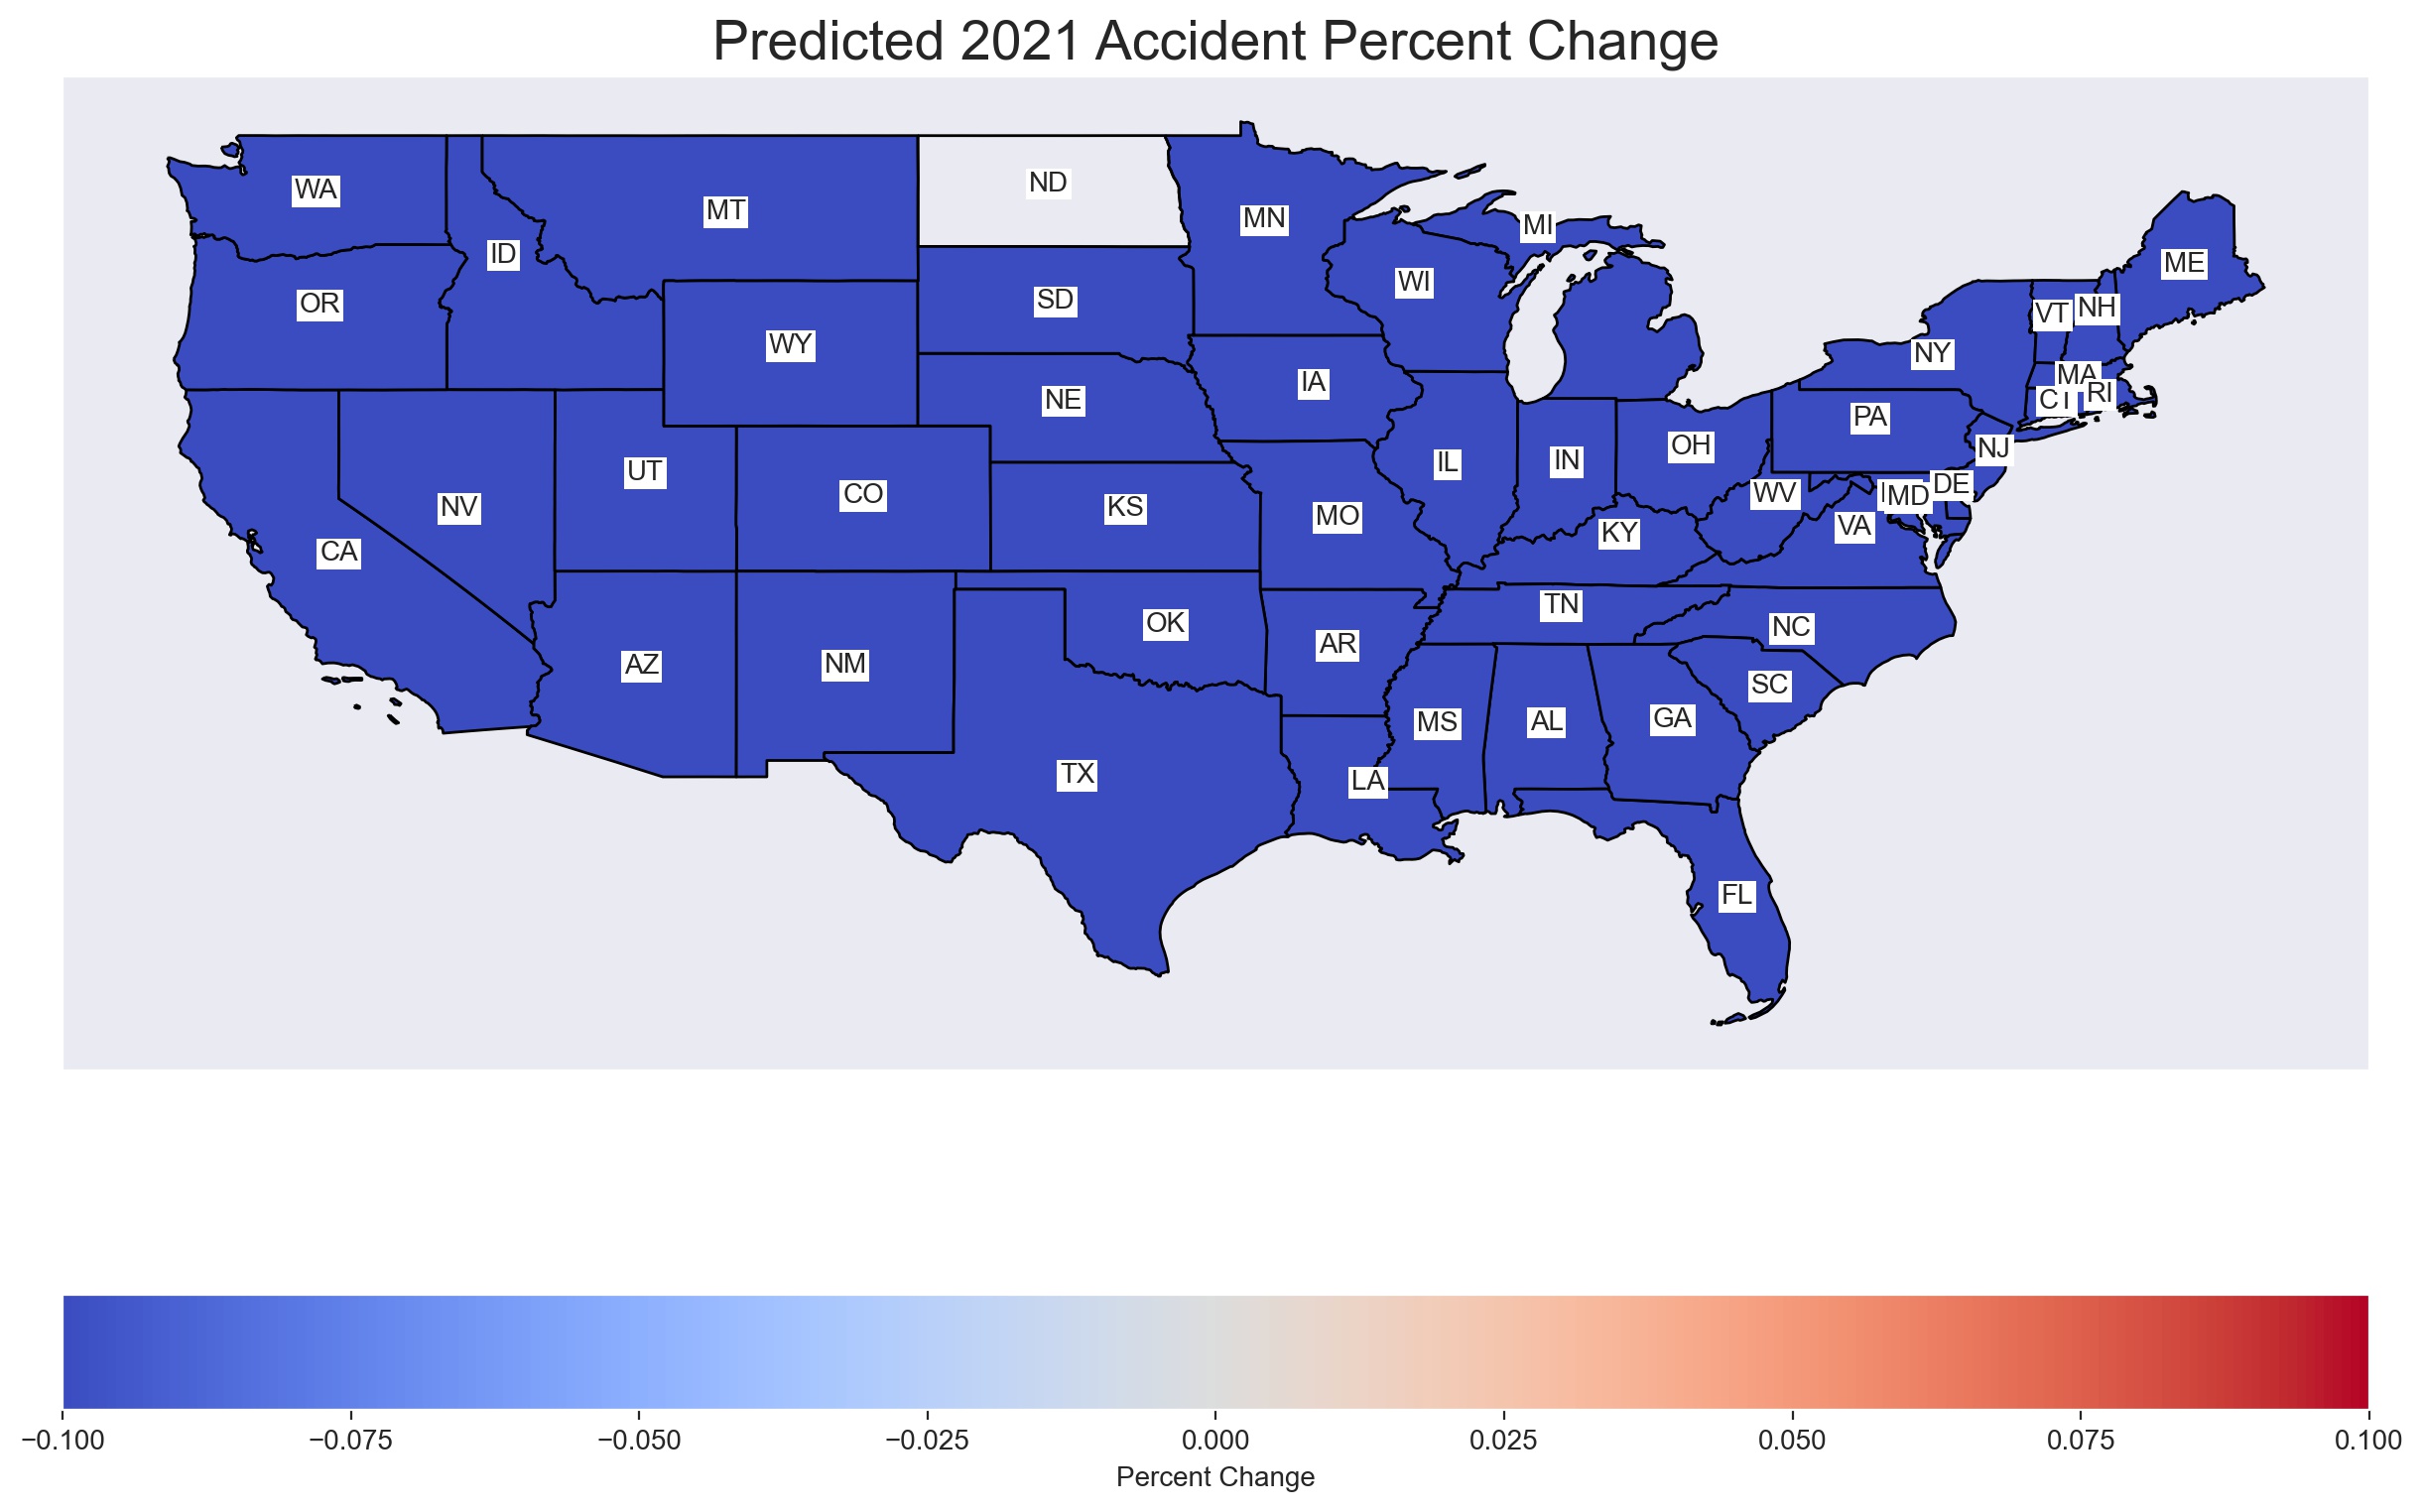 Predicted 2021 Accident Percent Change
WA
MT
ND
MN
MI
ID
OR
SD
WI
ME
WY
VT
NH
NY
IA
NE
MA
CT
RI
PA
UT
CO
IL
IN
OH
NJ
NV
KS
MO
WV
MD
DE
VA
CA
KY
TN
OK
AR
NC
AZ
NM
SC
MS
AL
GA
TX
LA
FL
−0.100 −0.075 −0.050 −0.025 0.000 0.025 0.050 0.075 0.100
Percent Change